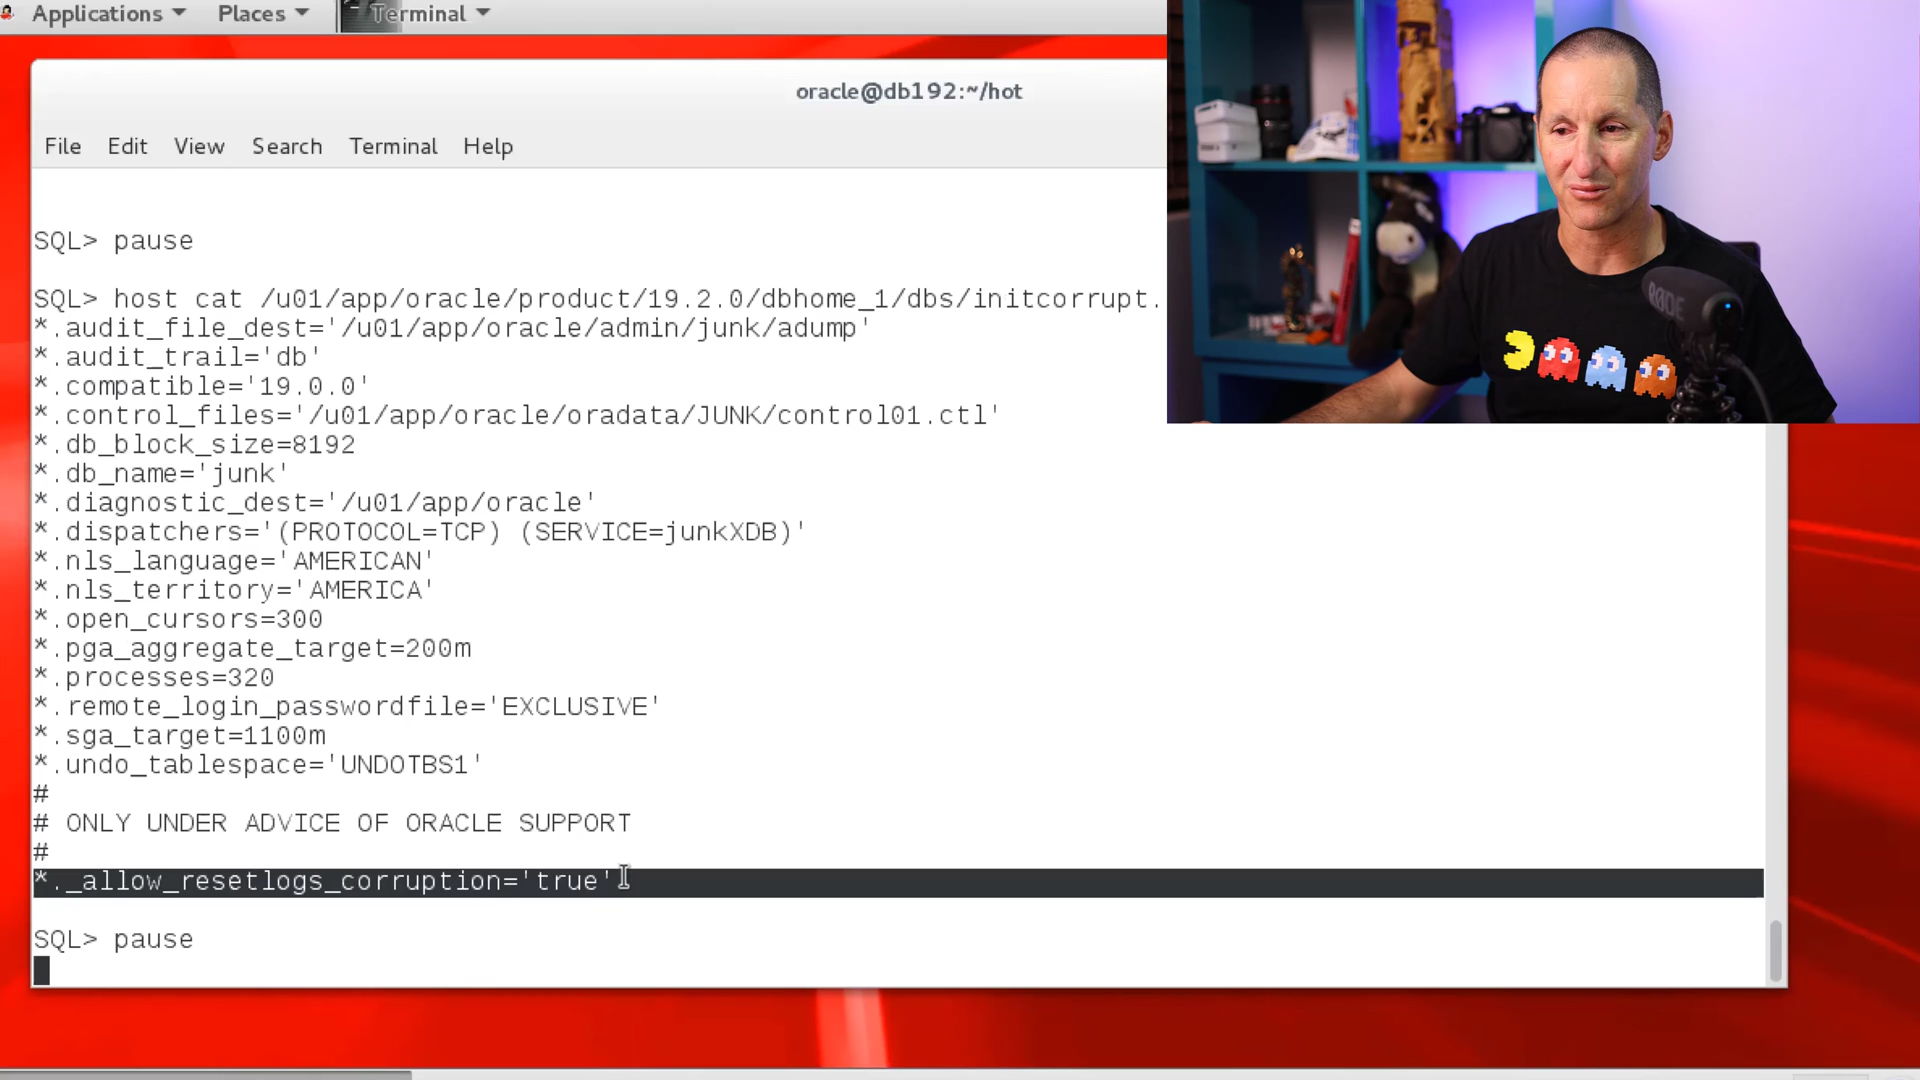 Applications Places Terminal
oracle@db192:~/hot
File Edit View Search Terminal Help
SQL> pause
SQL> host cat /u01/app/oracle/product/19.2.0/dbhome_1/dbs/initcorrupt.
*.audit_file_dest='/u01/app/oracle/admin/junk/adump'
*.audit_trail='db'
*.compatible='19.0.0'
*.control_files='/u01/app/oracle/oradata/JUNK/control01.ctl'
*.db_block_size=8192
*.db_name='junk'
*.diagnostic_dest='/u01/app/oracle'
*.dispatchers='(PROTOCOL=TCP) (SERVICE=junkXDB)'
*.nls_language='AMERICAN'
*.nls_territory='AMERICA'
*.open_cursors=300
*.pga_aggregate_target=200m
*.processes=320
*.remote_login_passwordfile='EXCLUSIVE'
*.sga_target=1100m
*.undo_tablespace='UNDOTBS1'
#
# ONLY UNDER ADVICE OF ORACLE SUPPORT
#
*._allow_resetlogs_corruption='true'
SQL> pause
RØDE